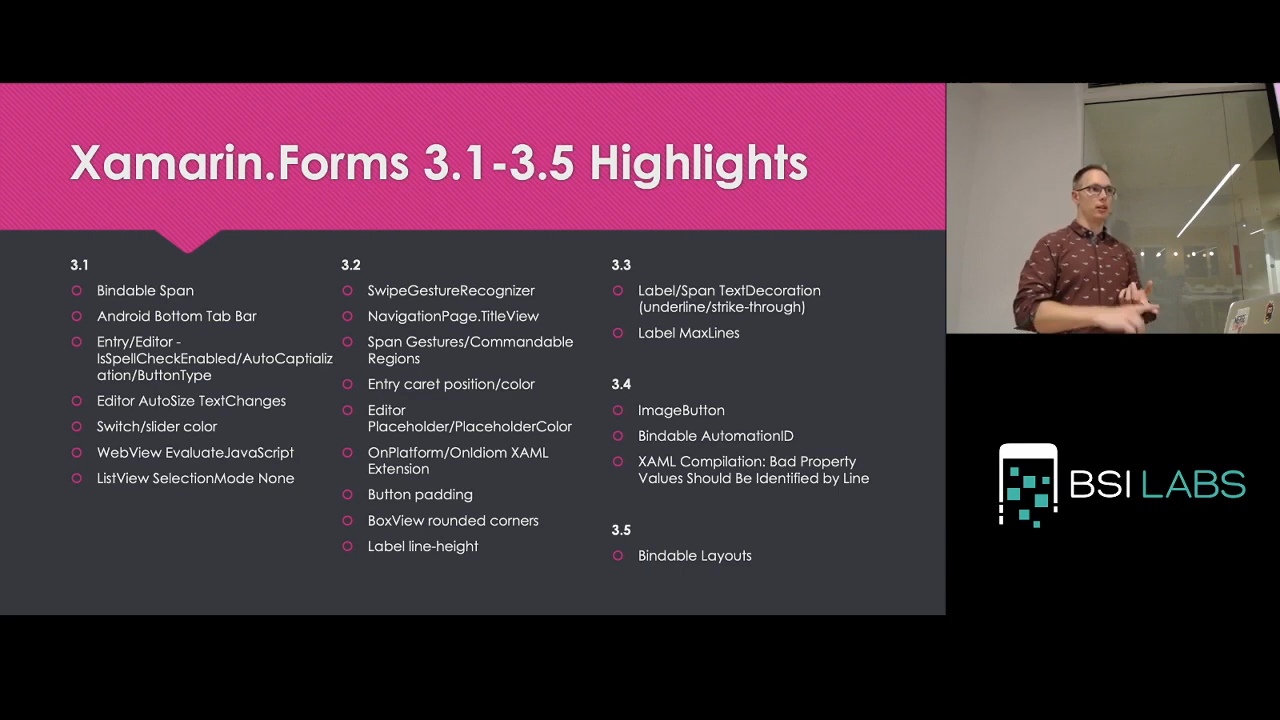 Xamarin.Forms 3.1-3.5 Highlights
3.1
Bindable Span
Android Bottom Tab Bar
Entry/Editor -
IsSpellCheckEnabled/AutoCaptializ
ation/ButtonType
Editor AutoSize TextChanges
Switch/slider color
WebView EvaluateJavaScript
ListView SelectionMode None
3.2
SwipeGestureRecognizer
NavigationPage.TitleView
Span Gestures/Commandable
Regions
Entry caret position/color
Editor
Placeholder/PlaceholderColor
OnPlatform/OnIdiom XAML
Extension
Button padding
BoxView rounded corners
Label line-height
3.3
Label/Span TextDecoration
(underline/strike-through)
Label MaxLines
3.4
ImageButton
Bindable AutomationID
XAML Compilation: Bad Property
Values Should Be Identified by Line
3.5
Bindable Layouts
BSI LABS